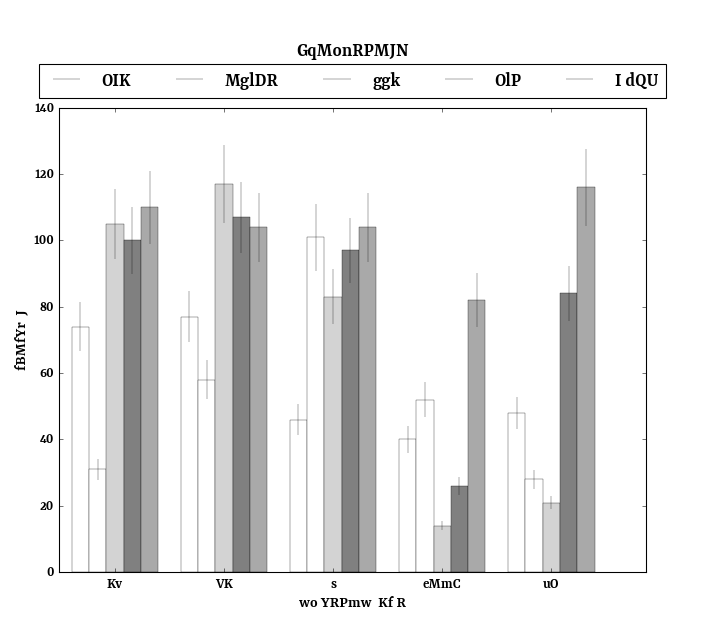 GqMonRPMJN
OIK MglDR ggk OlP I dQU
140
120
100
80
60
40
20
0
fBMfYr J
Kv VK s eMmC uO
wo YRPmw Kf R